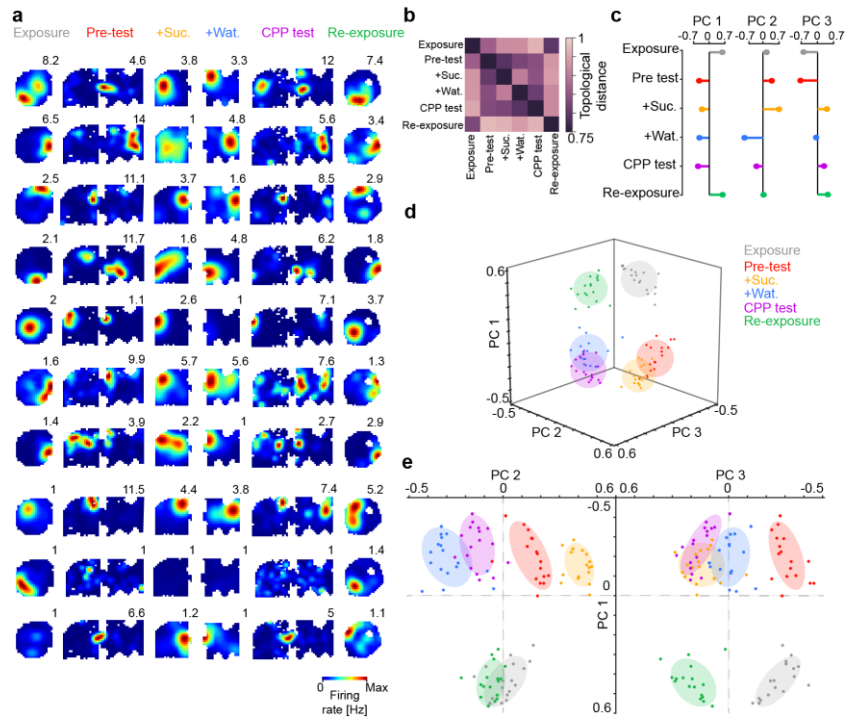 a
Exposure Pre-test +Suc. +Wat. CPP test Re-exposure
8.2 4.6 3.8 3.3 12 7.4
6.5 14 1 4.8 5.6 3.4
2.5 11.1 3.7 1.6 8.5 2.9
2.1 11.7 1.6 4.8 6.2 1.8
2 1.1 2.6 1 7.1 3.7
1.6 9.9 5.7 5.6 7.6 1.3
1.4 3.9 2.2 1 2.7 2.9
1 11.5 4.4 3.8 7.4 5.2
1 1 1 1 1 1.4
1 6.6 1.2 1 5 1.1
0 Max
Firing
rate [Hz]
b
Exposure
Pre-test
+Suc.
+Wat.
CPP test
Re-exposure
Exposure
Pre-test
+Suc.
+Wat.
CPP test
Re-exposure
1
0.75
Topological
distance
c
PC 1 PC 2 PC 3
-0.7 0 0.7 -0.7 0 0.7 -0.7 0 0.7
Exposure
Pre test
+Suc.
+Wat.
CPP test
Re-exposure
d
0.6
PC 1
-0.5
-0.5
PC 2
0.6
0.6
PC 3
-0.5
Exposure
Pre-test
+Suc.
+Wat.
CPP test
Re-exposure
e
PC 2 PC 3
-0.5 0 0.6 0.6 0 -0.5
-0.5
0
PC 1
0.6